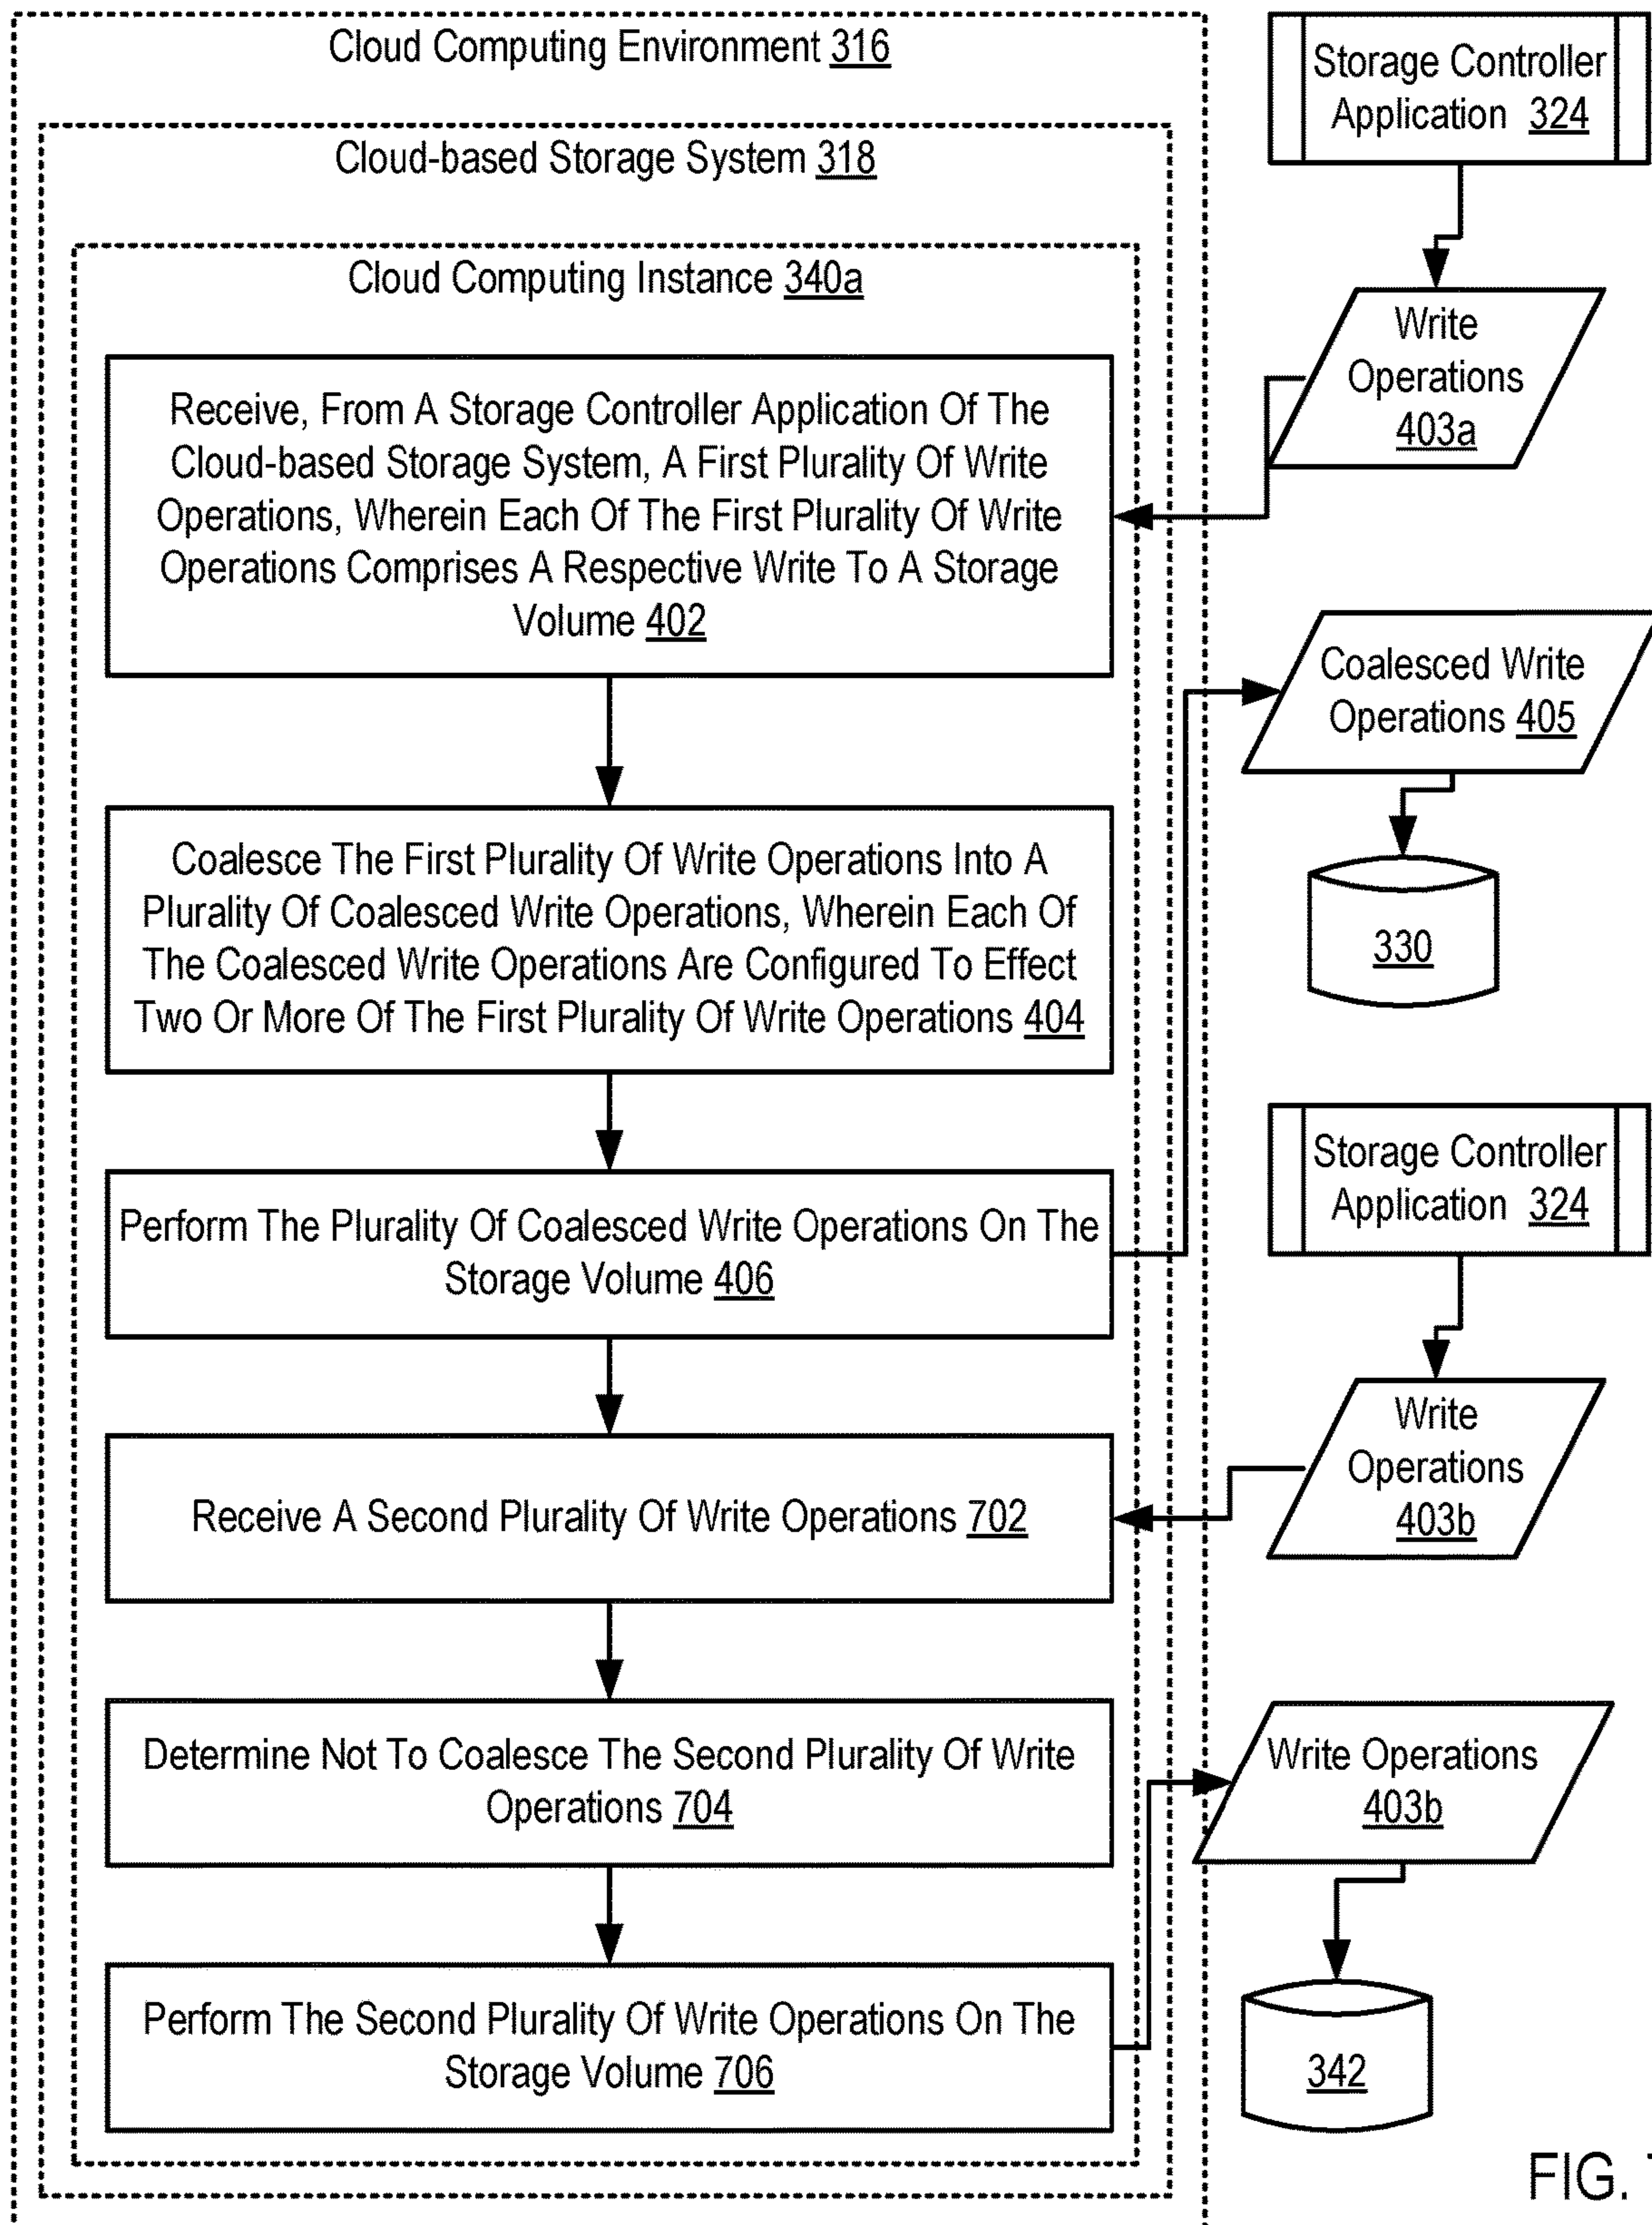 Cloud Computing Environment 316
Cloud-based Storage System 318
Cloud Computing Instance 340a
Receive, From A Storage Controller Application Of The
Cloud-based Storage System, A First Plurality Of Write
Operations, Wherein Each Of The First Plurality Of Write
Operations Comprises A Respective Write To A Storage
Volume 402
Coalesce The First Plurality Of Write Operations Into A
Plurality Of Coalesced Write Operations, Wherein Each Of
The Coalesced Write Operations Are Configured To Effect
Two Or More Of The First Plurality Of Write Operations 404
Perform The Plurality Of Coalesced Write Operations On The
Storage Volume 406
Receive A Second Plurality Of Write Operations 702
Determine Not To Coalesce The Second Plurality Of Write
Operations 704
Perform The Second Plurality Of Write Operations On The
Storage Volume 706
Storage Controller
Application 324
Write
Operations
403a
Coalesced Write
Operations 405
330
Storage Controller
Application 324
Write
Operations
403b
Write Operations
403b
342
FIG.